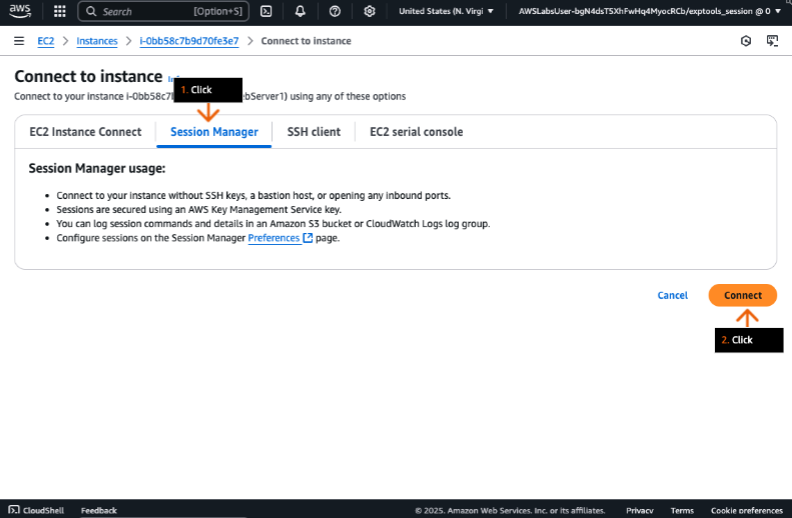 aws Search [Option+S] United States (N. Virgi AWSLabsUser-bgN4dsTSXhFwHq4MyocRCb/exptools_session @ 0
EC2 > Instances > i-0bb58c7b9d70fe3e7 > Connect to instance
Connect to instance
1. Click
Connect to your instance i-0bb58c7 bServer1) using any of these options
EC2 Instance Connect Session Manager SSH client EC2 serial console
Session Manager usage:
• Connect to your instance without SSH keys, a bastion host, or opening any inbound ports.
• Sessions are secured using an AWS Key Management Service key.
• You can log session commands and details in an Amazon S3 bucket or CloudWatch Logs log group.
• Configure sessions on the Session Manager Preferences page.
Cancel Connect
2. Click
CloudShell Feedback © 2025, Amazon Web Services, Inc. or its affiliates. Privacy Terms Cookie preferences